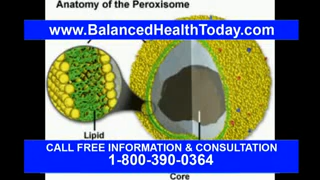 Anatomy of the Peroxisome
www.BalancedHealthToday.com
Lipid
CALL FREE INFORMATION & CONSULTATION
1-800-390-0364
Core